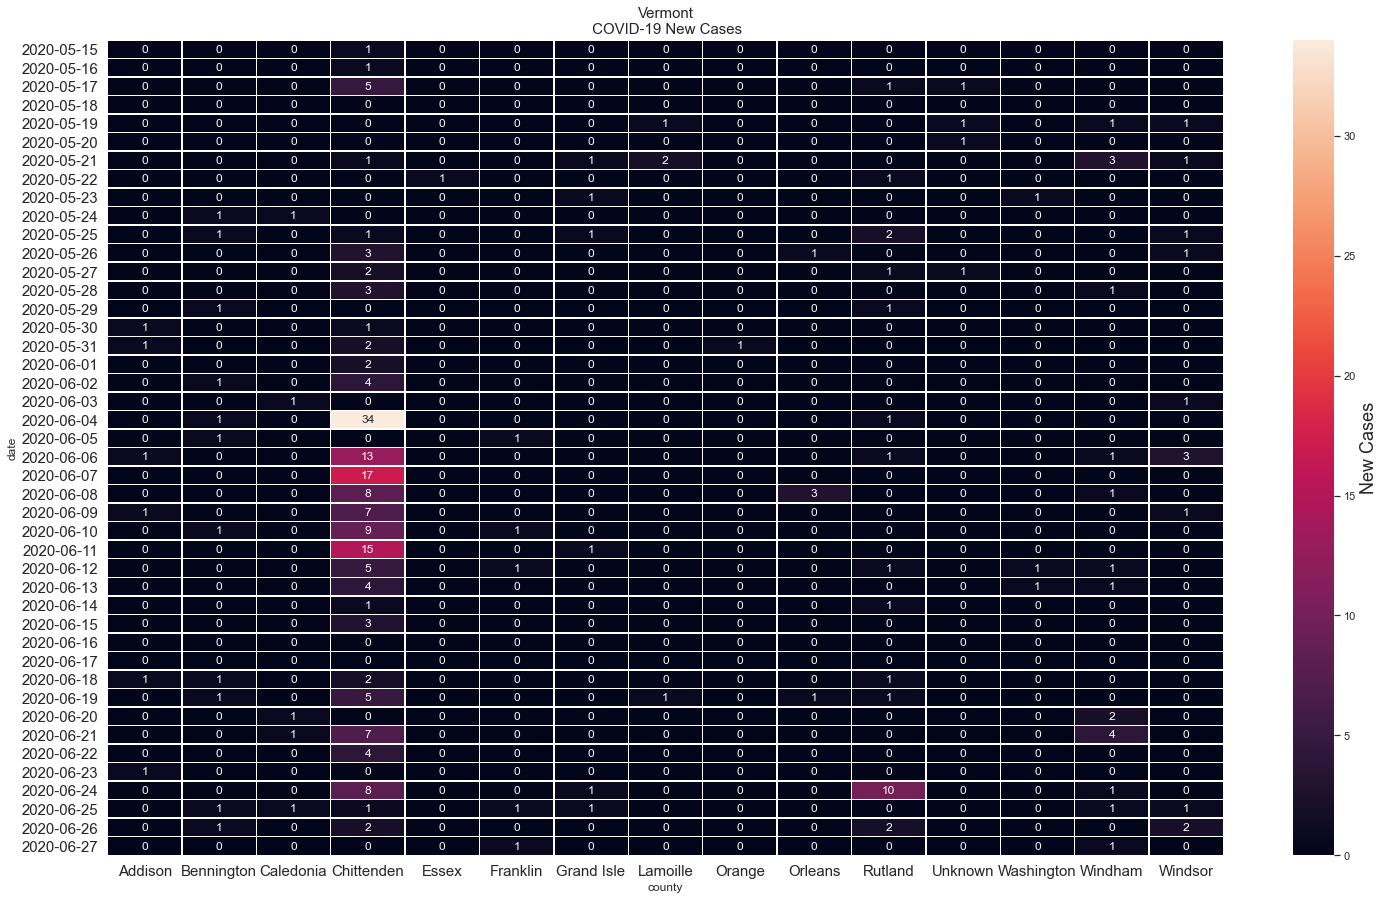 Vermont
COVID-19 New Cases
2020-05-15 0 0 0 1 0 0 0 0 0 0 0 0 0 0 0
2020-05-16 0 0 0 1 0 0 0 0 0 0 0 0 0 0 0
2020-05-17 0 0 0 5 0 0 0 0 0 0 1 1 0 0 0
2020-05-18 0 0 0 0 0 0 0 0 0 0 0 0 0 0 0
2020-05-19 0 0 0 0 0 0 0 1 0 0 0 1 0 1 1
2020-05-20 0 0 0 0 0 0 0 0 0 0 0 1 0 0 0
2020-05-21 0 0 0 1 0 0 1 2 0 0 0 0 0 3 1
2020-05-22 0 0 0 0 1 0 0 0 0 0 1 0 0 0 0
2020-05-23 0 0 0 0 0 0 1 0 0 0 0 0 1 0 0
2020-05-24 0 1 1 0 0 0 0 0 0 0 0 0 0 0 0
2020-05-25 0 1 0 1 0 0 1 0 0 0 2 0 0 0 1
2020-05-26 0 0 0 3 0 0 0 0 0 1 0 0 0 0 1
2020-05-27 0 0 0 2 0 0 0 0 0 0 1 1 0 0 0
2020-05-28 0 0 0 3 0 0 0 0 0 0 0 0 0 1 0
2020-05-29 0 1 0 0 0 0 0 0 0 0 1 0 0 0 0
2020-05-30 1 0 0 1 0 0 0 0 0 0 0 0 0 0 0
2020-05-31 1 0 0 2 0 0 0 0 1 0 0 0 0 0 0
2020-06-01 0 0 0 2 0 0 0 0 0 0 0 0 0 0 0
2020-06-02 0 1 0 4 0 0 0 0 0 0 0 0 0 0 0
2020-06-03 0 0 1 0 0 0 0 0 0 0 0 0 0 0 1
2020-06-04 0 1 0 34 0 0 0 0 0 0 1 0 0 0 0
2020-06-05 0 1 0 0 0 1 0 0 0 0 0 0 0 0 0
2020-06-06 1 0 0 13 0 0 0 0 0 0 1 0 0 1 3
2020-06-07 0 0 0 17 0 0 0 0 0 0 0 0 0 0 0
2020-06-08 0 0 0 8 0 0 0 0 0 3 0 0 0 1 0
2020-06-09 1 0 0 7 0 0 0 0 0 0 0 0 0 0 1
2020-06-10 0 1 0 9 0 1 0 0 0 0 0 0 0 0 0
2020-06-11 0 0 0 15 0 0 1 0 0 0 0 0 0 0 0
2020-06-12 0 0 0 5 0 1 0 0 0 0 1 0 1 1 0
2020-06-13 0 0 0 4 0 0 0 0 0 0 0 0 1 1 0
2020-06-14 0 0 0 1 0 0 0 0 0 0 1 0 0 0 0
2020-06-15 0 0 0 3 0 0 0 0 0 0 0 0 0 0 0
2020-06-16 0 0 0 0 0 0 0 0 0 0 0 0 0 0 0
2020-06-17 0 0 0 0 0 0 0 0 0 0 0 0 0 0 0
2020-06-18 1 1 0 2 0 0 0 0 0 0 1 0 0 0 0
2020-06-19 0 1 0 5 0 0 0 1 0 1 1 0 0 0 0
2020-06-20 0 0 1 0 0 0 0 0 0 0 0 0 0 2 0
2020-06-21 0 0 1 7 0 0 0 0 0 0 0 0 0 4 0
2020-06-22 0 0 0 4 0 0 0 0 0 0 0 0 0 0 0
2020-06-23 1 0 0 0 0 0 0 0 0 0 0 0 0 0 0
2020-06-24 0 0 0 8 0 0 1 0 0 0 10 0 0 1 0
2020-06-25 0 1 1 1 0 1 1 0 0 0 0 0 0 1 1
2020-06-26 0 1 0 2 0 0 0 0 0 0 2 0 0 0 2
2020-06-27 0 0 0 0 0 1 0 0 0 0 0 0 0 1 0
date
Addison Bennington Caledonia Chittenden Essex Franklin Grand Isle Lamoille Orange Orleans Rutland Unknown Washington Windham Windsor
county
30
25
20
15
10
5
0
New Cases